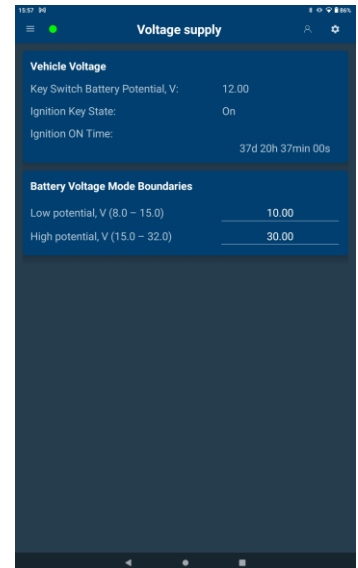 15:57
86%
Voltage supply
Vehicle Voltage
Key Switch Battery Potential, V: 12.00
Ignition Key State: On
Ignition ON Time:
37d 20h 37min 00s
Battery Voltage Mode Boundaries
Low potential, V (8.0 – 15.0) 10.00
High potential, V (15.0 – 32.0) 30.00